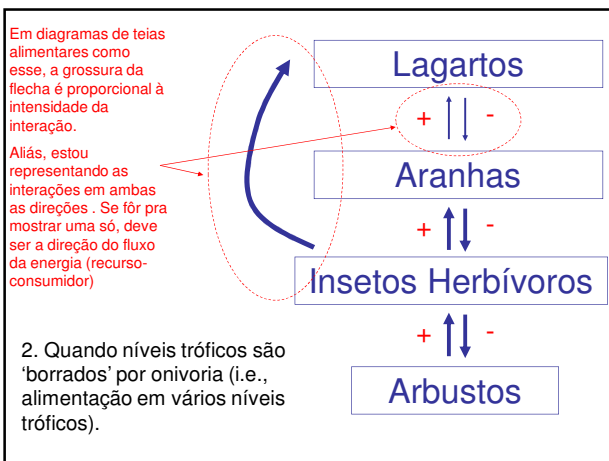 Em diagramas de teias
alimentares como
esse, a grossura da
flecha é proporcional à
intensidade da
interação.
Aliás, estou
representando as
interações em ambas
as direções . Se fôr pra
mostrar uma só, deve
ser a direção do fluxo
da energia (recurso-
consumidor)
Lagartos
+ -
Aranhas
+ -
Insetos Herbívoros
+ -
Arbustos
2. Quando níveis tróficos são
'borrados' por onivoria (i.e.,
alimentação em vários níveis
tróficos).